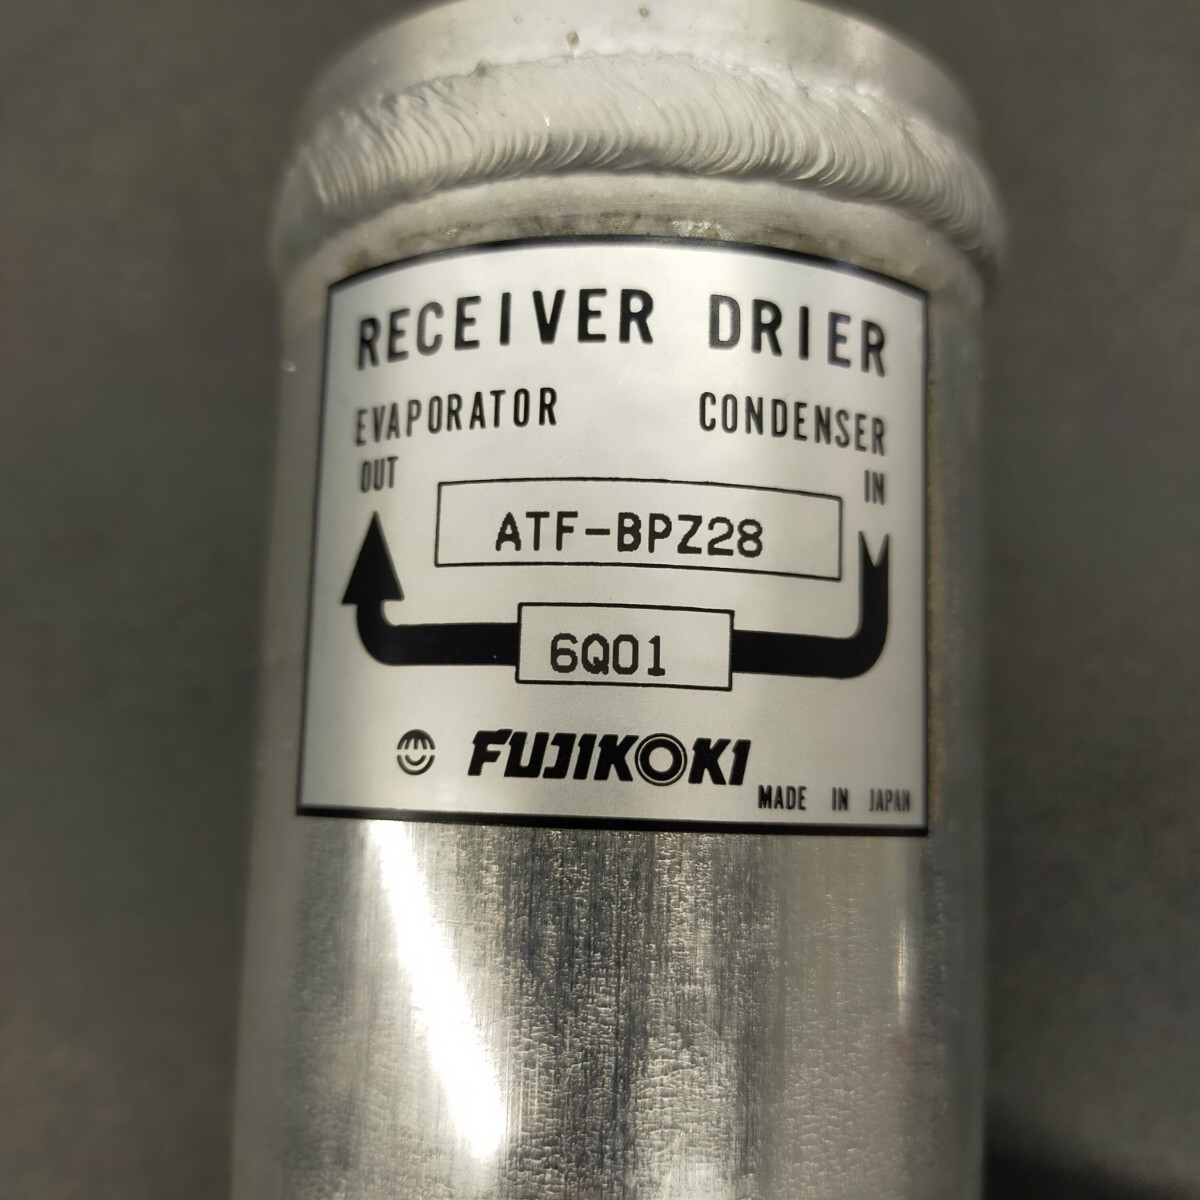 RECEIVER DRIER
EVAPORATOR CONDENSER
OUT IN
ATF-BPZ28
6Q01
FUJIKOKI
MADE IN JAPAN